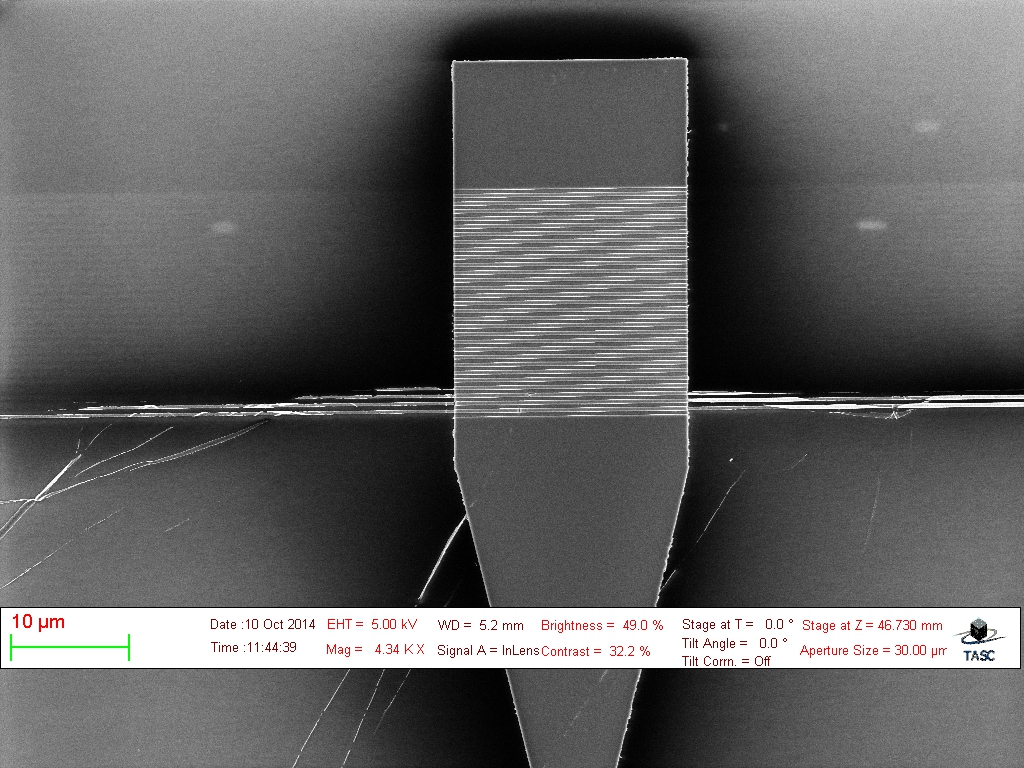 10 µm
Date :10 Oct 2014 EHT = 5.00 kV WD = 5.2 mm Brightness = 49.0 % Stage at T = 0.0 ° Stage at Z = 46.730 mm
Time :11:44:39 Mag = 4.34 K X Signal A = InLens Contrast = 32.2 % Tilt Angle = 0.0 ° Aperture Size = 30.00 µm
Tilt Corrn. = Off
TASC